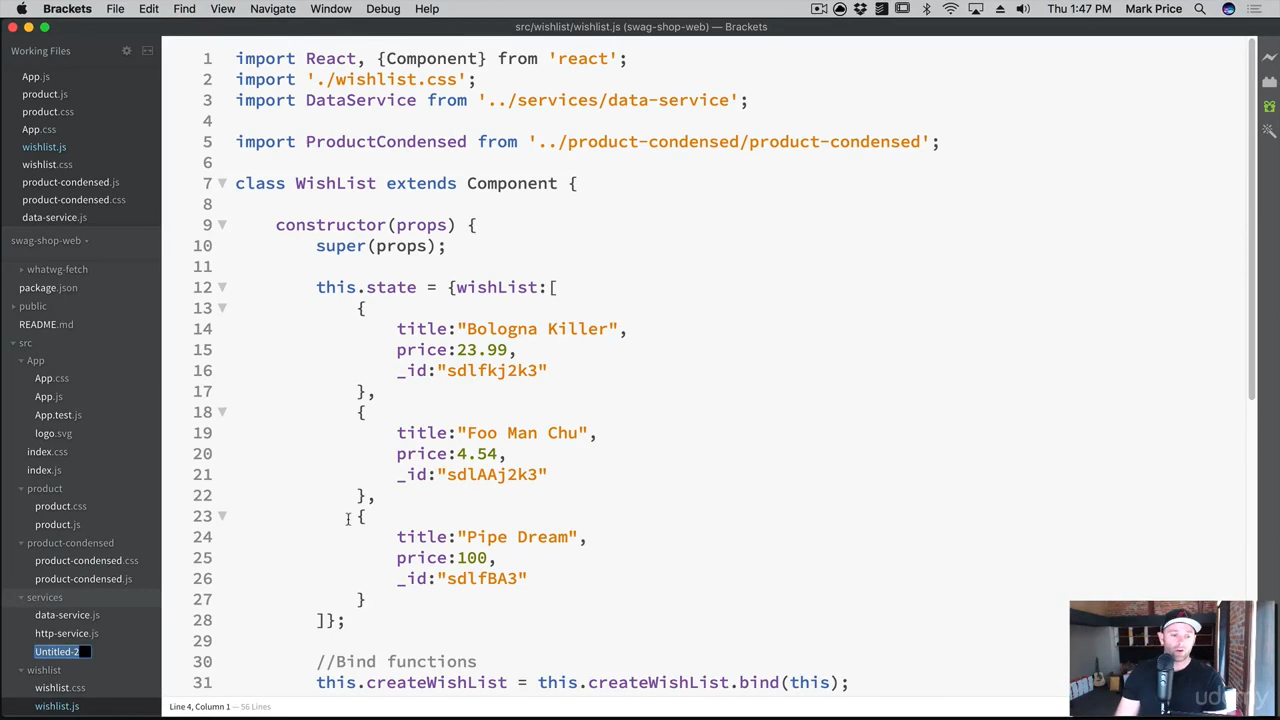 Brackets File Edit Find View Navigate Window Debug Help Thu 1:47 PM Mark Price
src/wishlist/wishlist.js (swag-shop-web) — Brackets
Working Files
App.js
product.js
product.css
App.css
wishlist.js
wishlist.css
product-condensed.js
product-condensed.css
data-service.js
swag-shop-web
whatwg-fetch
package.json
public
README.md
src
App
App.css
App.js
App.test.js
logo.svg
index.css
index.js
product
product.css
product.js
product-condensed
product-condensed.css
product-condensed.js
services
data-service.js
http-service.js
Untitled-2
wishlist
wishlist.css
wishlist.js
1 import React, {Component} from 'react';
2 import './wishlist.css';
3 import DataService from '../services/data-service';
4
5 import ProductCondensed from '../product-condensed/product-condensed';
6
7 class WishList extends Component {
8
9 constructor(props) {
10 super(props);
11
12 this.state = {wishList:[
13 {
14 title:"Bologna Killer",
15 price:23.99,
16 _id:"sdlfkj2k3"
17 },
18 {
19 title:"Foo Man Chu",
20 price:4.54,
21 _id:"sdlAAj2k3"
22 },
23 {
24 title:"Pipe Dream",
25 price:100,
26 _id:"sdlfBA3"
27 }
28 ]};
29
30 //Bind functions
31 this.createWishList = this.createWishList.bind(this);
Line 4, Column 1 — 56 Lines
udemy